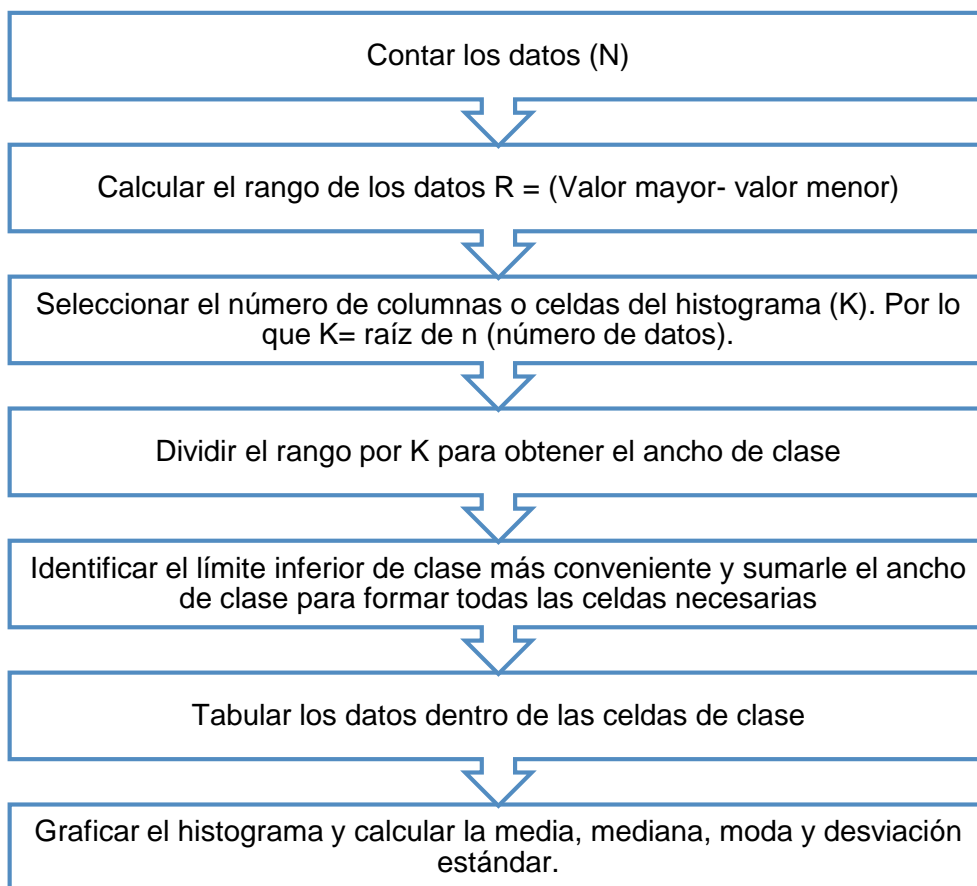 Contar los datos (N)
Calcular el rango de los datos R = (Valor mayor- valor menor)
Seleccionar el número de columnas o celdas del histograma (K). Por lo
que K= raíz de n (número de datos).
Dividir el rango por K para obtener el ancho de clase
Identificar el límite inferior de clase más conveniente y sumarle el ancho
de clase para formar todas las celdas necesarias
Tabular los datos dentro de las celdas de clase
Graficar el histograma y calcular la media, mediana, moda y desviación
estándar.